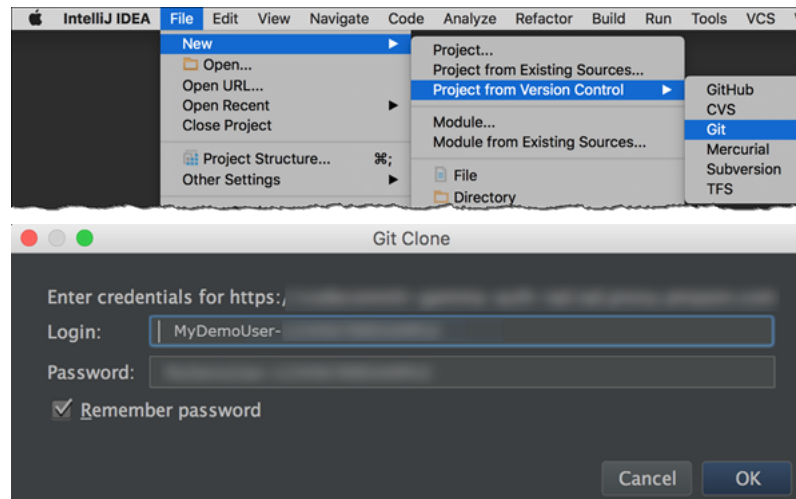 IntelliJ IDEA File Edit View Navigate Code Analyze Refactor Build Run Tools VCS
New
Open...
Open URL...
Open Recent
Close Project
Project Structure... ⌘;
Other Settings
Project...
Project from Existing Sources...
Project from Version Control
Module...
Module from Existing Sources...
File
Directory
GitHub
CVS
Git
Mercurial
Subversion
TFS
Git Clone
Enter credentials for https:/
Login: MyDemoUser-
Password:
Remember password
Cancel OK